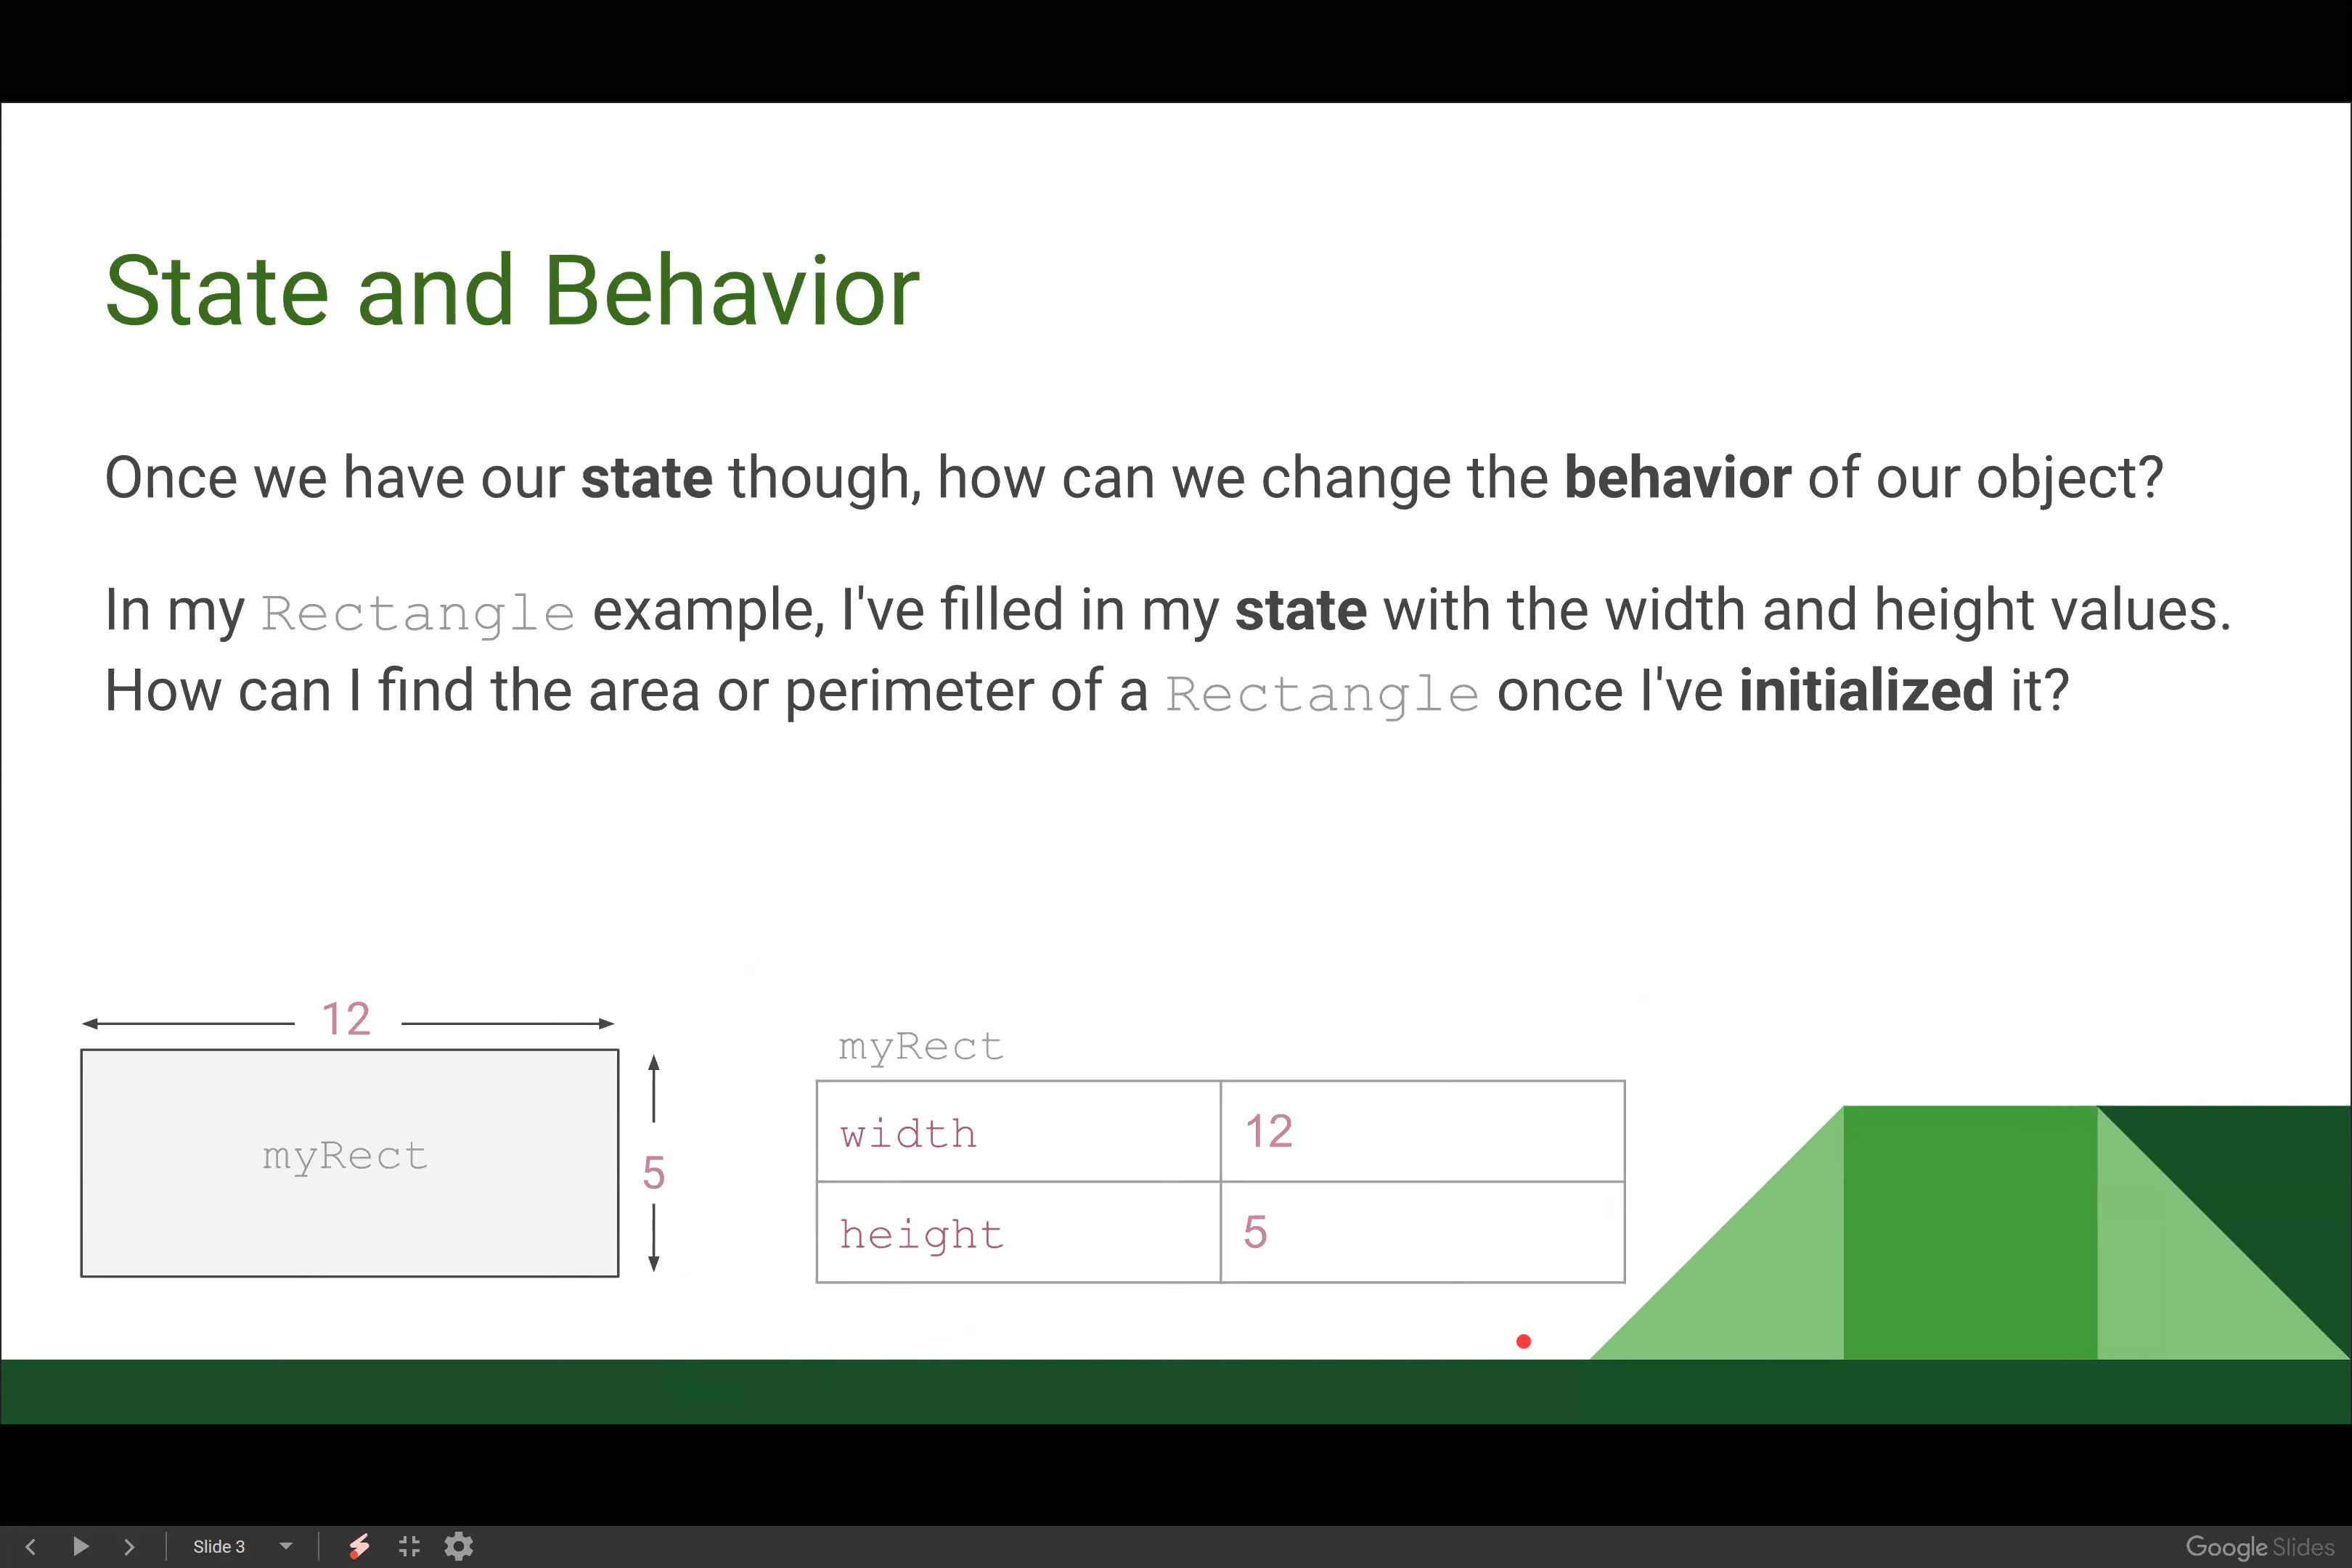 State and Behavior
Once we have our state though, how can we change the behavior of our object?
In my Rectangle example, I've filled in my state with the width and height values.
How can I find the area or perimeter of a Rectangle once I've initialized it?
12
myRect
5
myRect
width 12
height 5
Slide 3
Google Slides